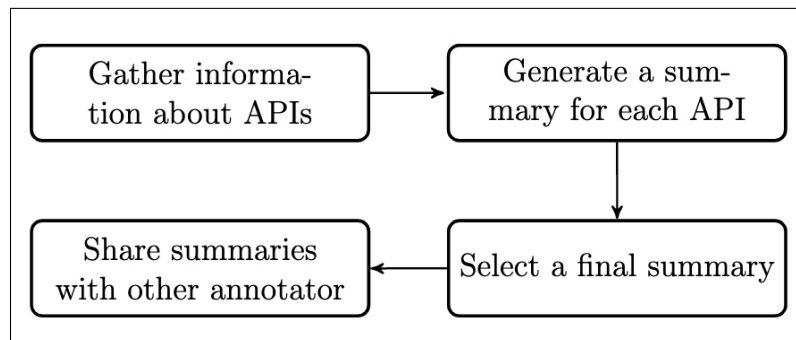 Gather informa-
tion about APIs
Generate a sum-
mary for each API
Select a final summary
Share summaries
with other annotator